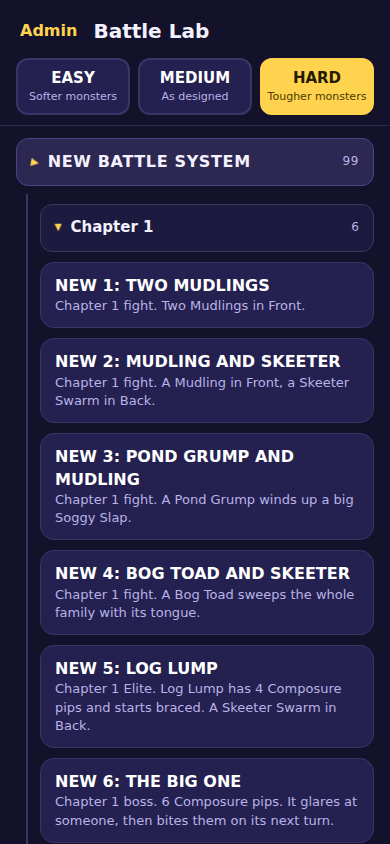 Admin Battle Lab
EASY
Softer monsters
MEDIUM
As designed
HARD
Tougher monsters
▶ NEW BATTLE SYSTEM 99
▼ Chapter 1 6
NEW 1: TWO MUDLINGS
Chapter 1 fight. Two Mudlings in Front.
NEW 2: MUDLING AND SKEETER
Chapter 1 fight. A Mudling in Front, a Skeeter
Swarm in Back.
NEW 3: POND GRUMP AND
MUDLING
Chapter 1 fight. A Pond Grump winds up a big
Soggy Slap.
NEW 4: BOG TOAD AND SKEETER
Chapter 1 fight. A Bog Toad sweeps the whole
family with its tongue.
NEW 5: LOG LUMP
Chapter 1 Elite. Log Lump has 4 Composure
pips and starts braced. A Skeeter Swarm in
Back.
NEW 6: THE BIG ONE
Chapter 1 boss. 6 Composure pips. It glares at
someone, then bites them on its next turn.